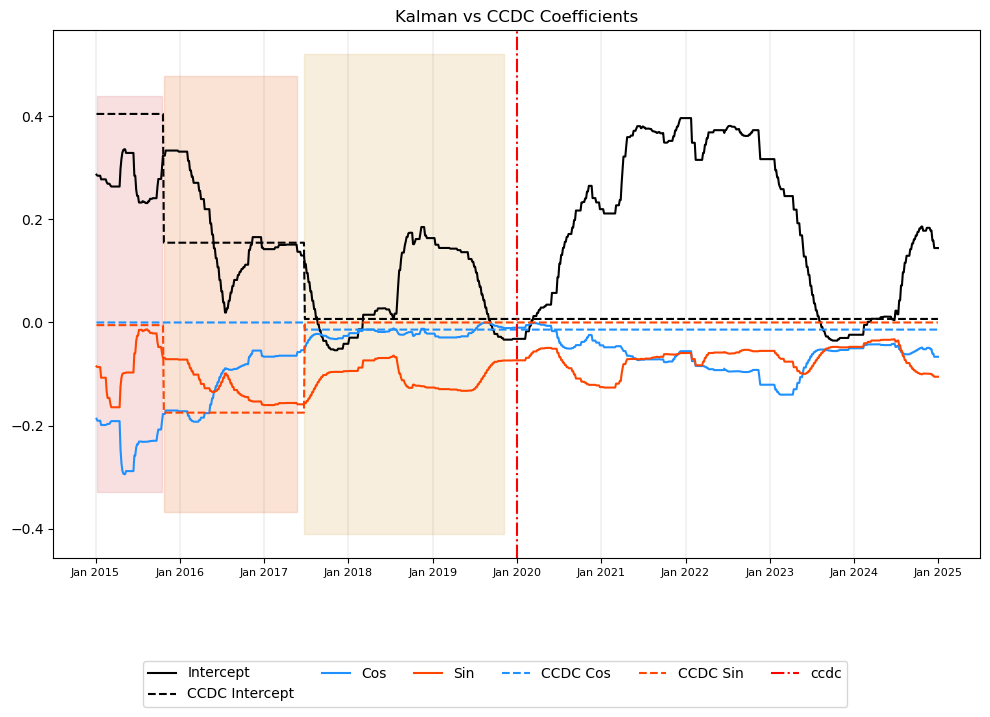 Kalman vs CCDC Coefficients
0.4
0.2
0.0
−0.2
−0.4
Jan 2015 Jan 2016 Jan 2017 Jan 2018 Jan 2019 Jan 2020 Jan 2021 Jan 2022 Jan 2023 Jan 2024 Jan 2025
Intercept Cos Sin CCDC Cos CCDC Sin ccdc
CCDC Intercept